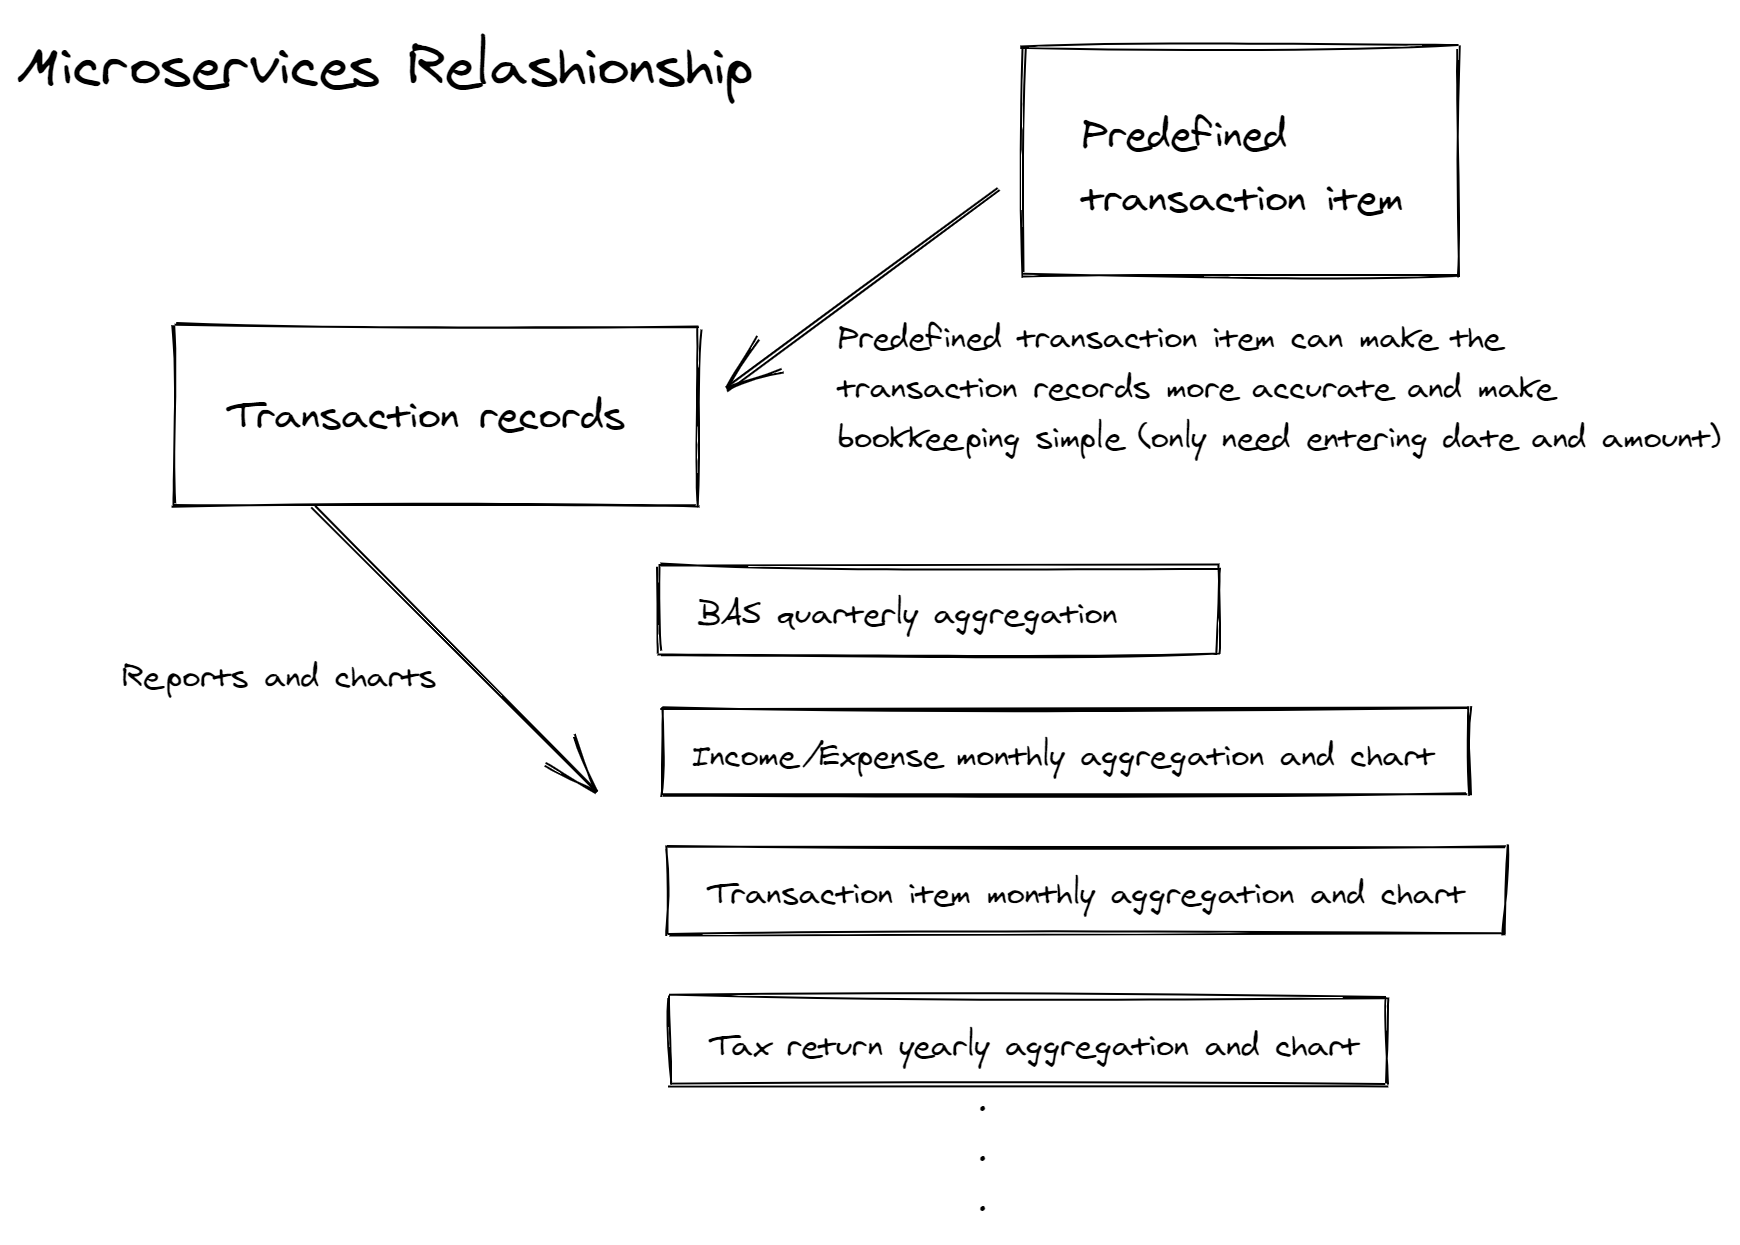 Microservices Relashionship
Predefined
transaction item
Predefined transaction item can make the
transaction records more accurate and make
bookkeeping simple (only need entering date and amount)
Transaction records
Reports and charts
BAS quarterly aggregation
Income/Expense monthly aggregation and chart
Transaction item monthly aggregation and chart
Tax return yearly aggregation and chart
.
.
.